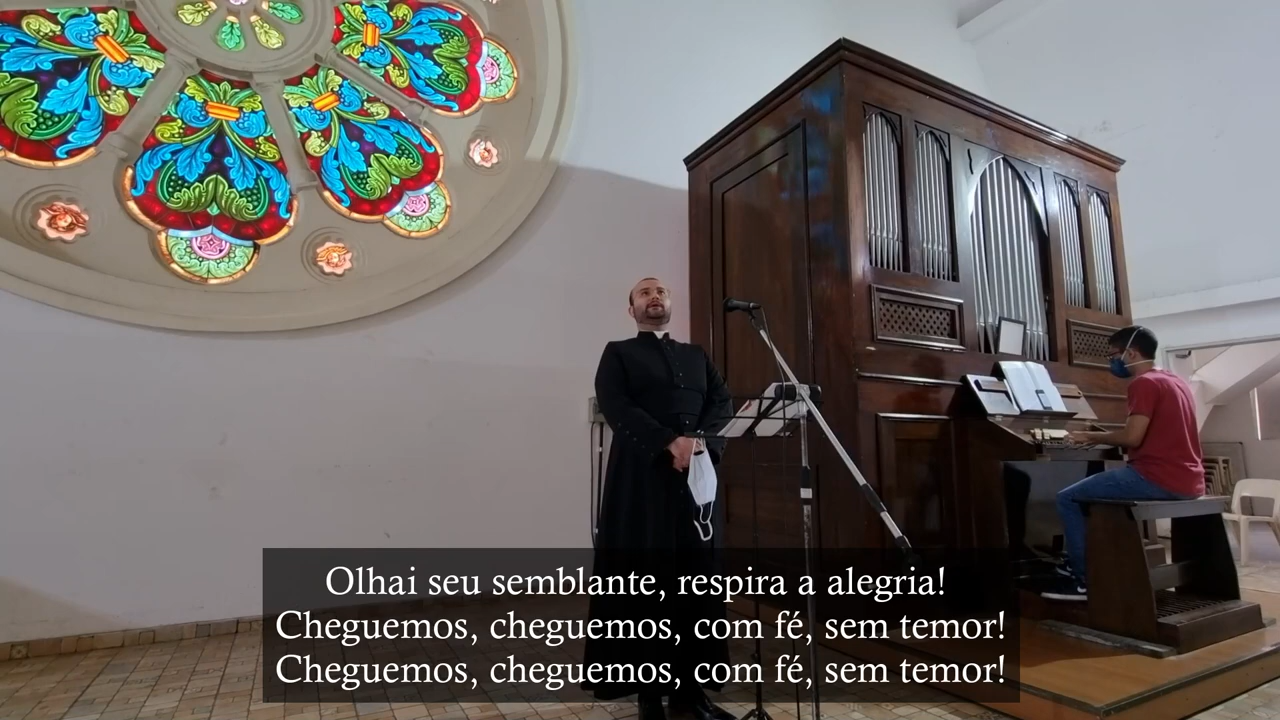 Olhai seu semblante, respira a alegria!
Cheguemos, cheguemos, com fé, sem temor!
Cheguemos, cheguemos, com fé, sem temor!